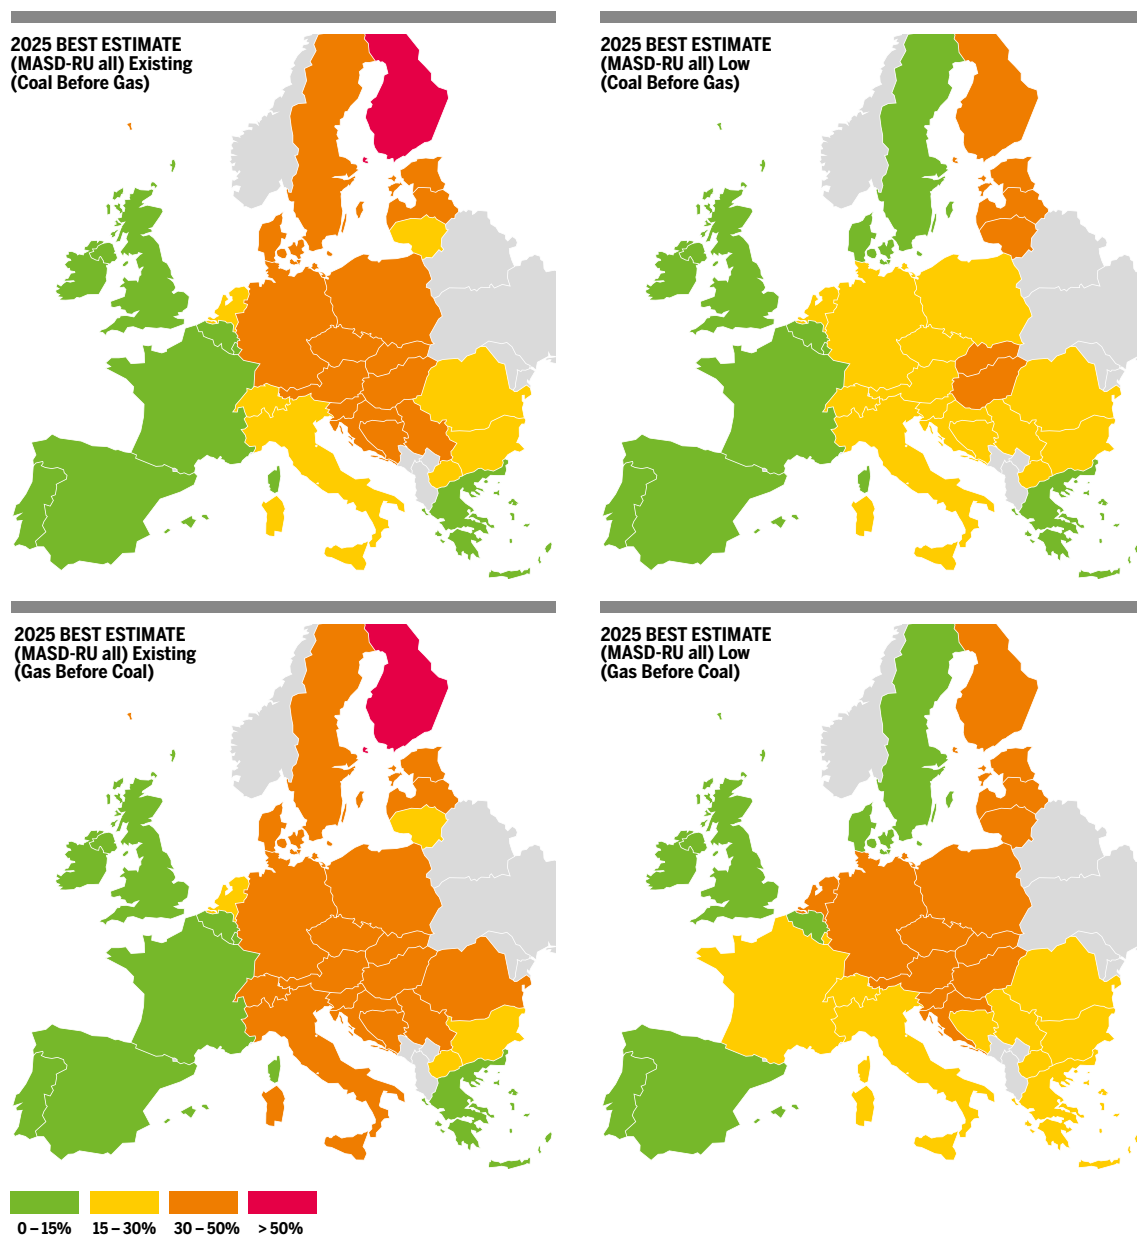 2025 BEST ESTIMATE
(MASD-RU all) Existing
(Coal Before Gas)
2025 BEST ESTIMATE
(MASD-RU all) Low
(Coal Before Gas)
2025 BEST ESTIMATE
(MASD-RU all) Existing
(Gas Before Coal)
2025 BEST ESTIMATE
(MASD-RU all) Low
(Gas Before Coal)
0 – 15% 15 – 30% 30 – 50% > 50%